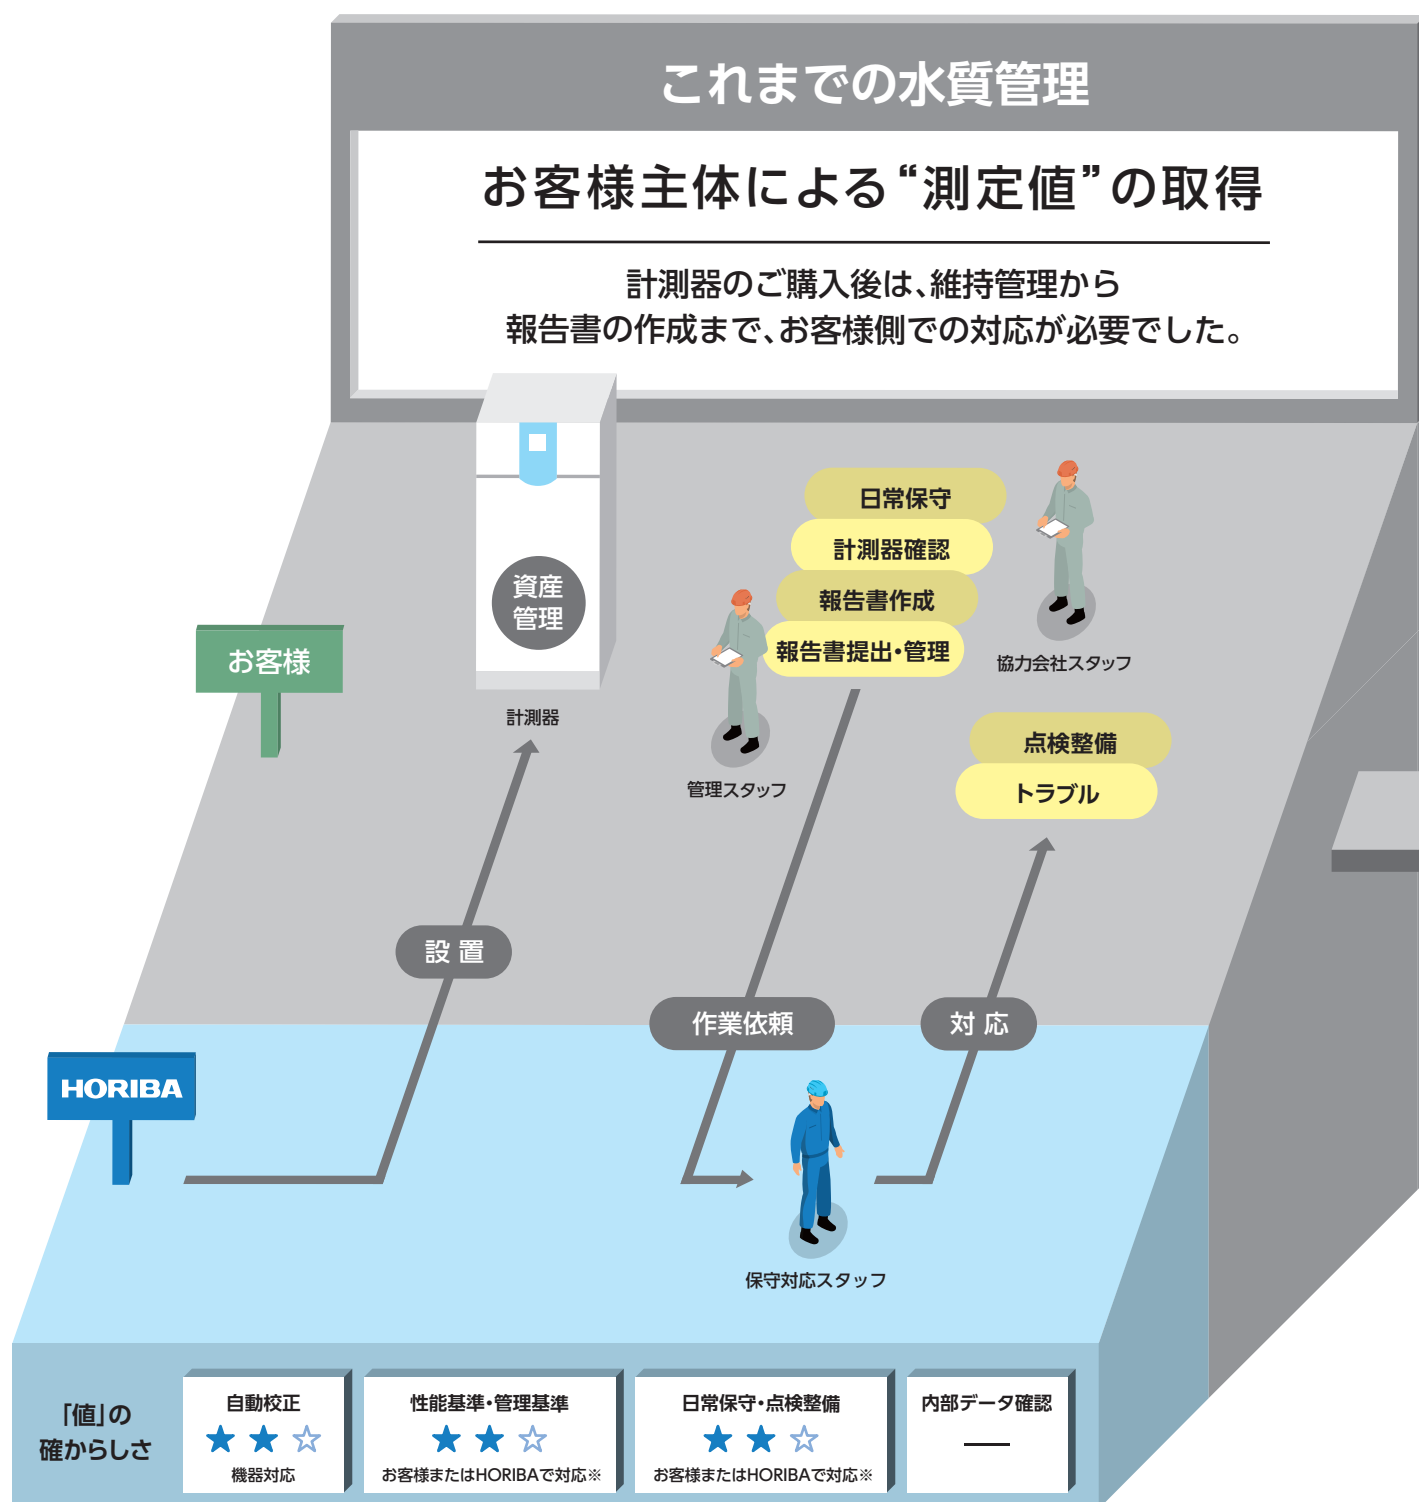 これまでの水質管理
お客様主体による“測定値”の取得
計測器のご購入後は、維持管理から
報告書の作成まで、お客様側での対応が必要でした。
日常保守
計測器確認
報告書作成
報告書提出・管理
協力会社スタッフ
資産
管理
計測器
お客様
管理スタッフ
点検整備
トラブル
設置
作業依頼
対応
HORIBA
保守対応スタッフ
「値」の
確からしさ
自動校正
★★☆
機器対応
性能基準・管理基準
★★☆
お客様またはHORIBAで対応※
日常保守・点検整備
★★☆
お客様またはHORIBAで対応※
内部データ確認
―